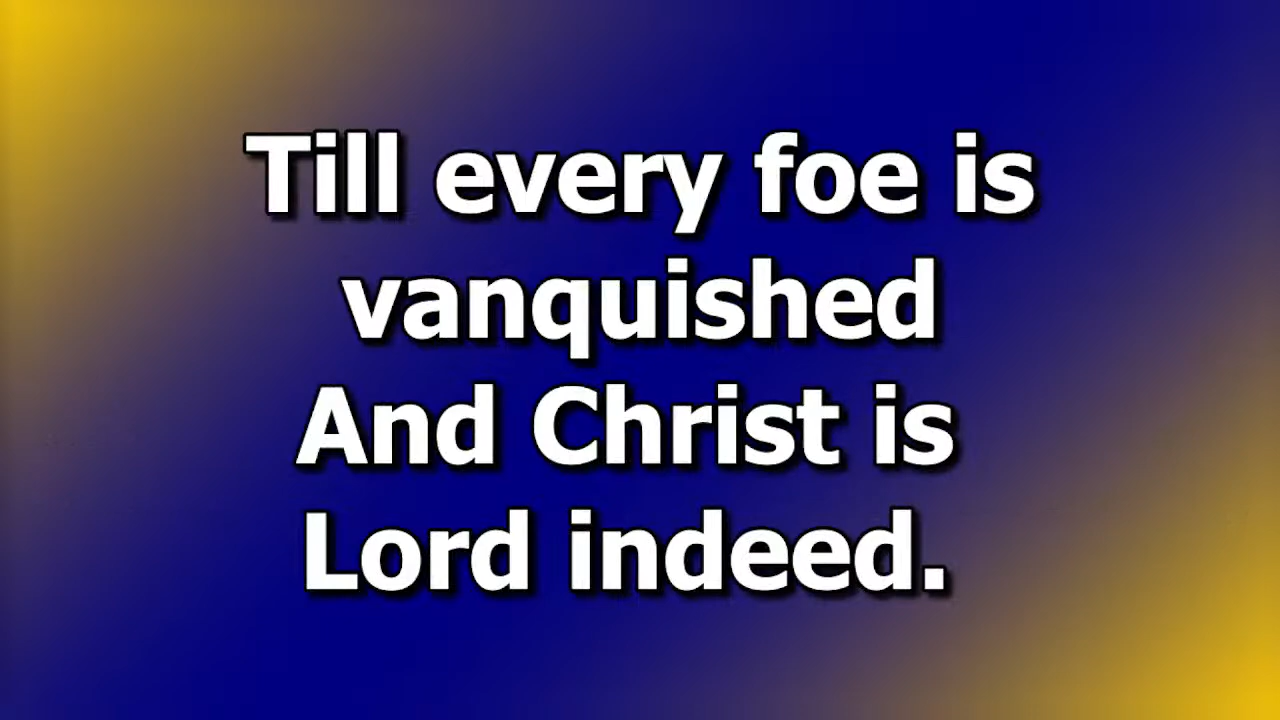 Till every foe is
vanquished
And Christ is
Lord indeed.